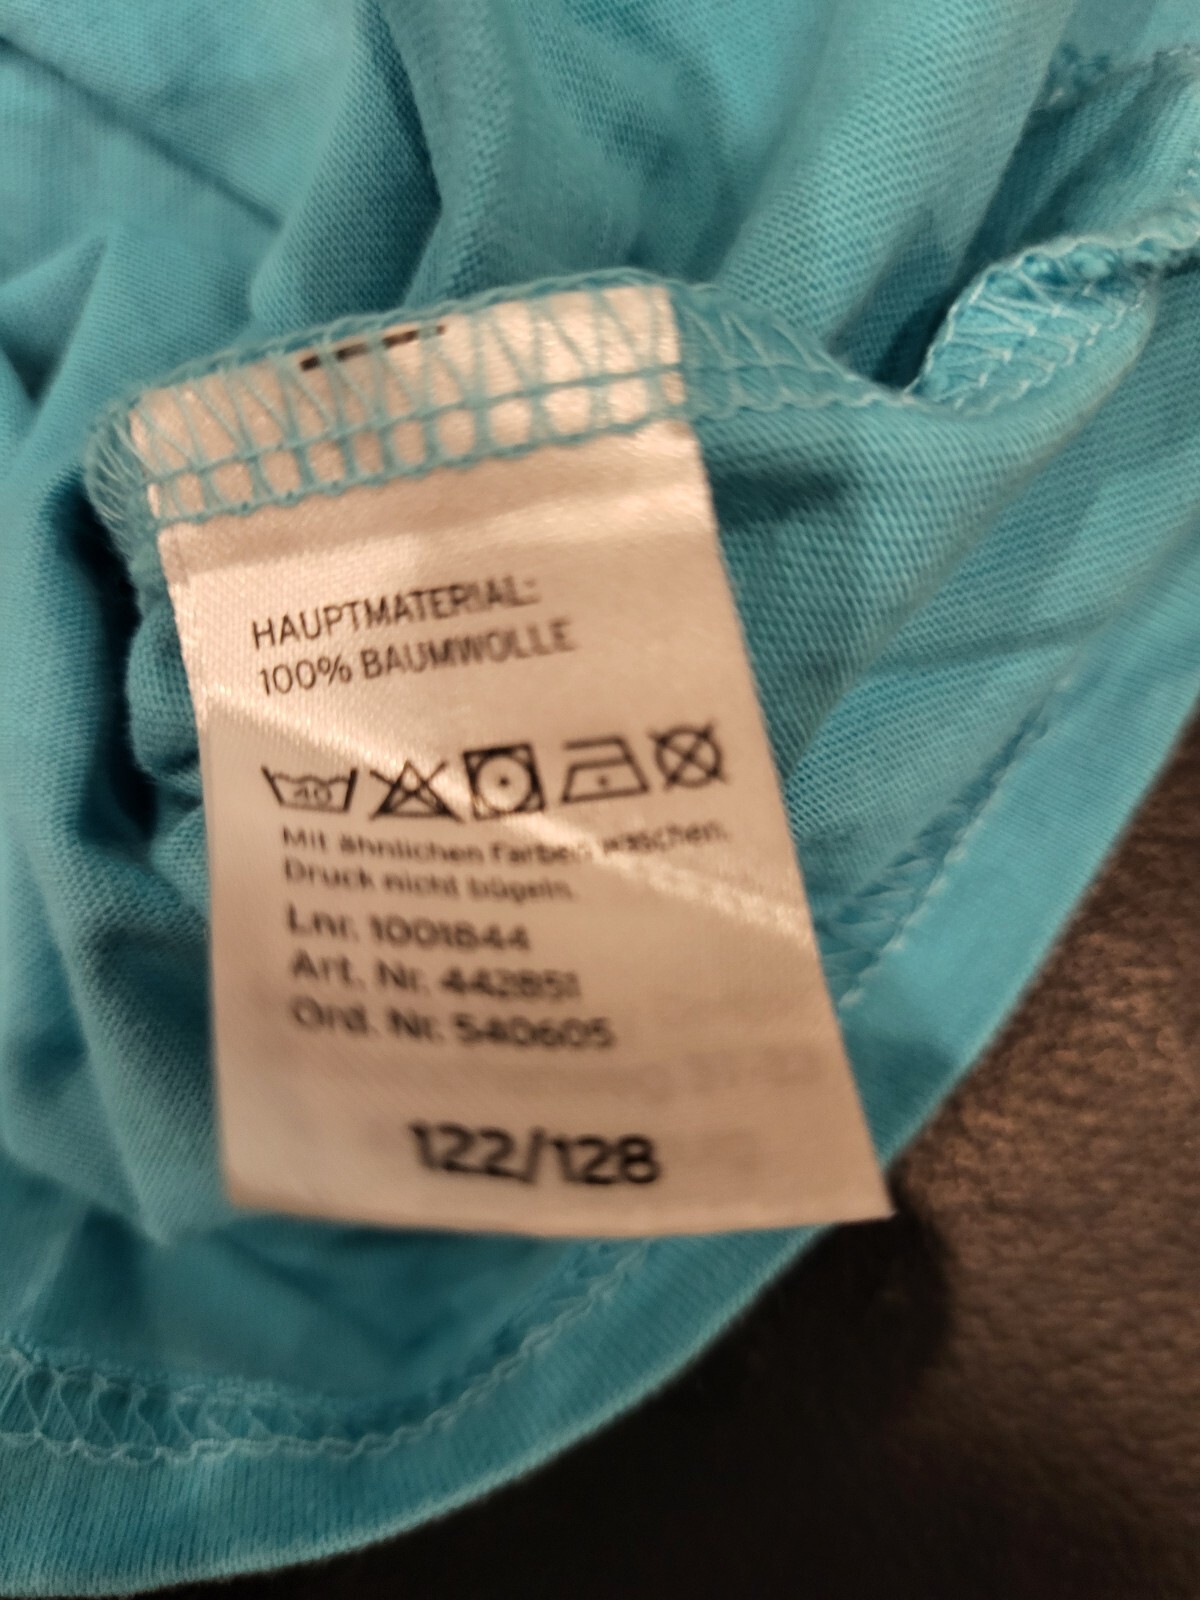 HAUPTMATERIAL:
100% BAUMWOLLE
40
Mit ähnlichen Farben waschen.
Druck nicht bügeln.
Lnr. 1001844
Art. Nr. 442851
Ord. Nr. 540605
122/128